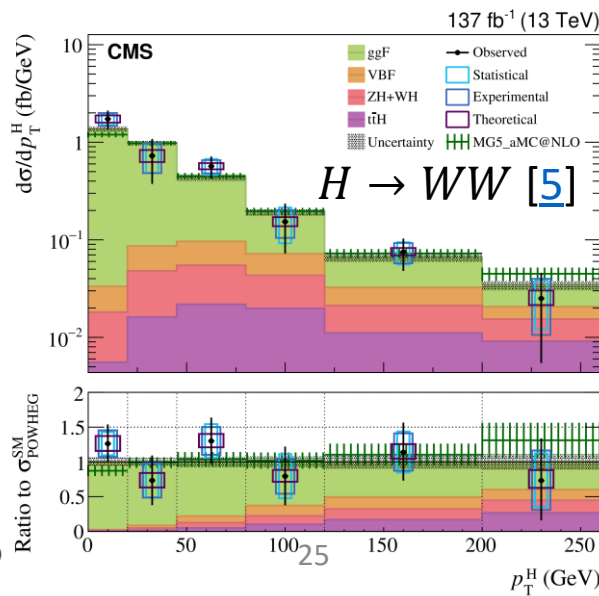 137 fb⁻¹ (13 TeV)
CMS
ggF
VBF
ZH+WH
tt̄H
Uncertainty
Observed
Statistical
Experimental
Theoretical
MG5_aMC@NLO
H → WW [5]
dσ/dp_T^H (fb/GeV)
10
1
10⁻¹
10⁻²
Ratio to σ^SM_POWHEG
2
1.5
1
0.5
0
0 50 100 150 200 250
25
p_T^H (GeV)